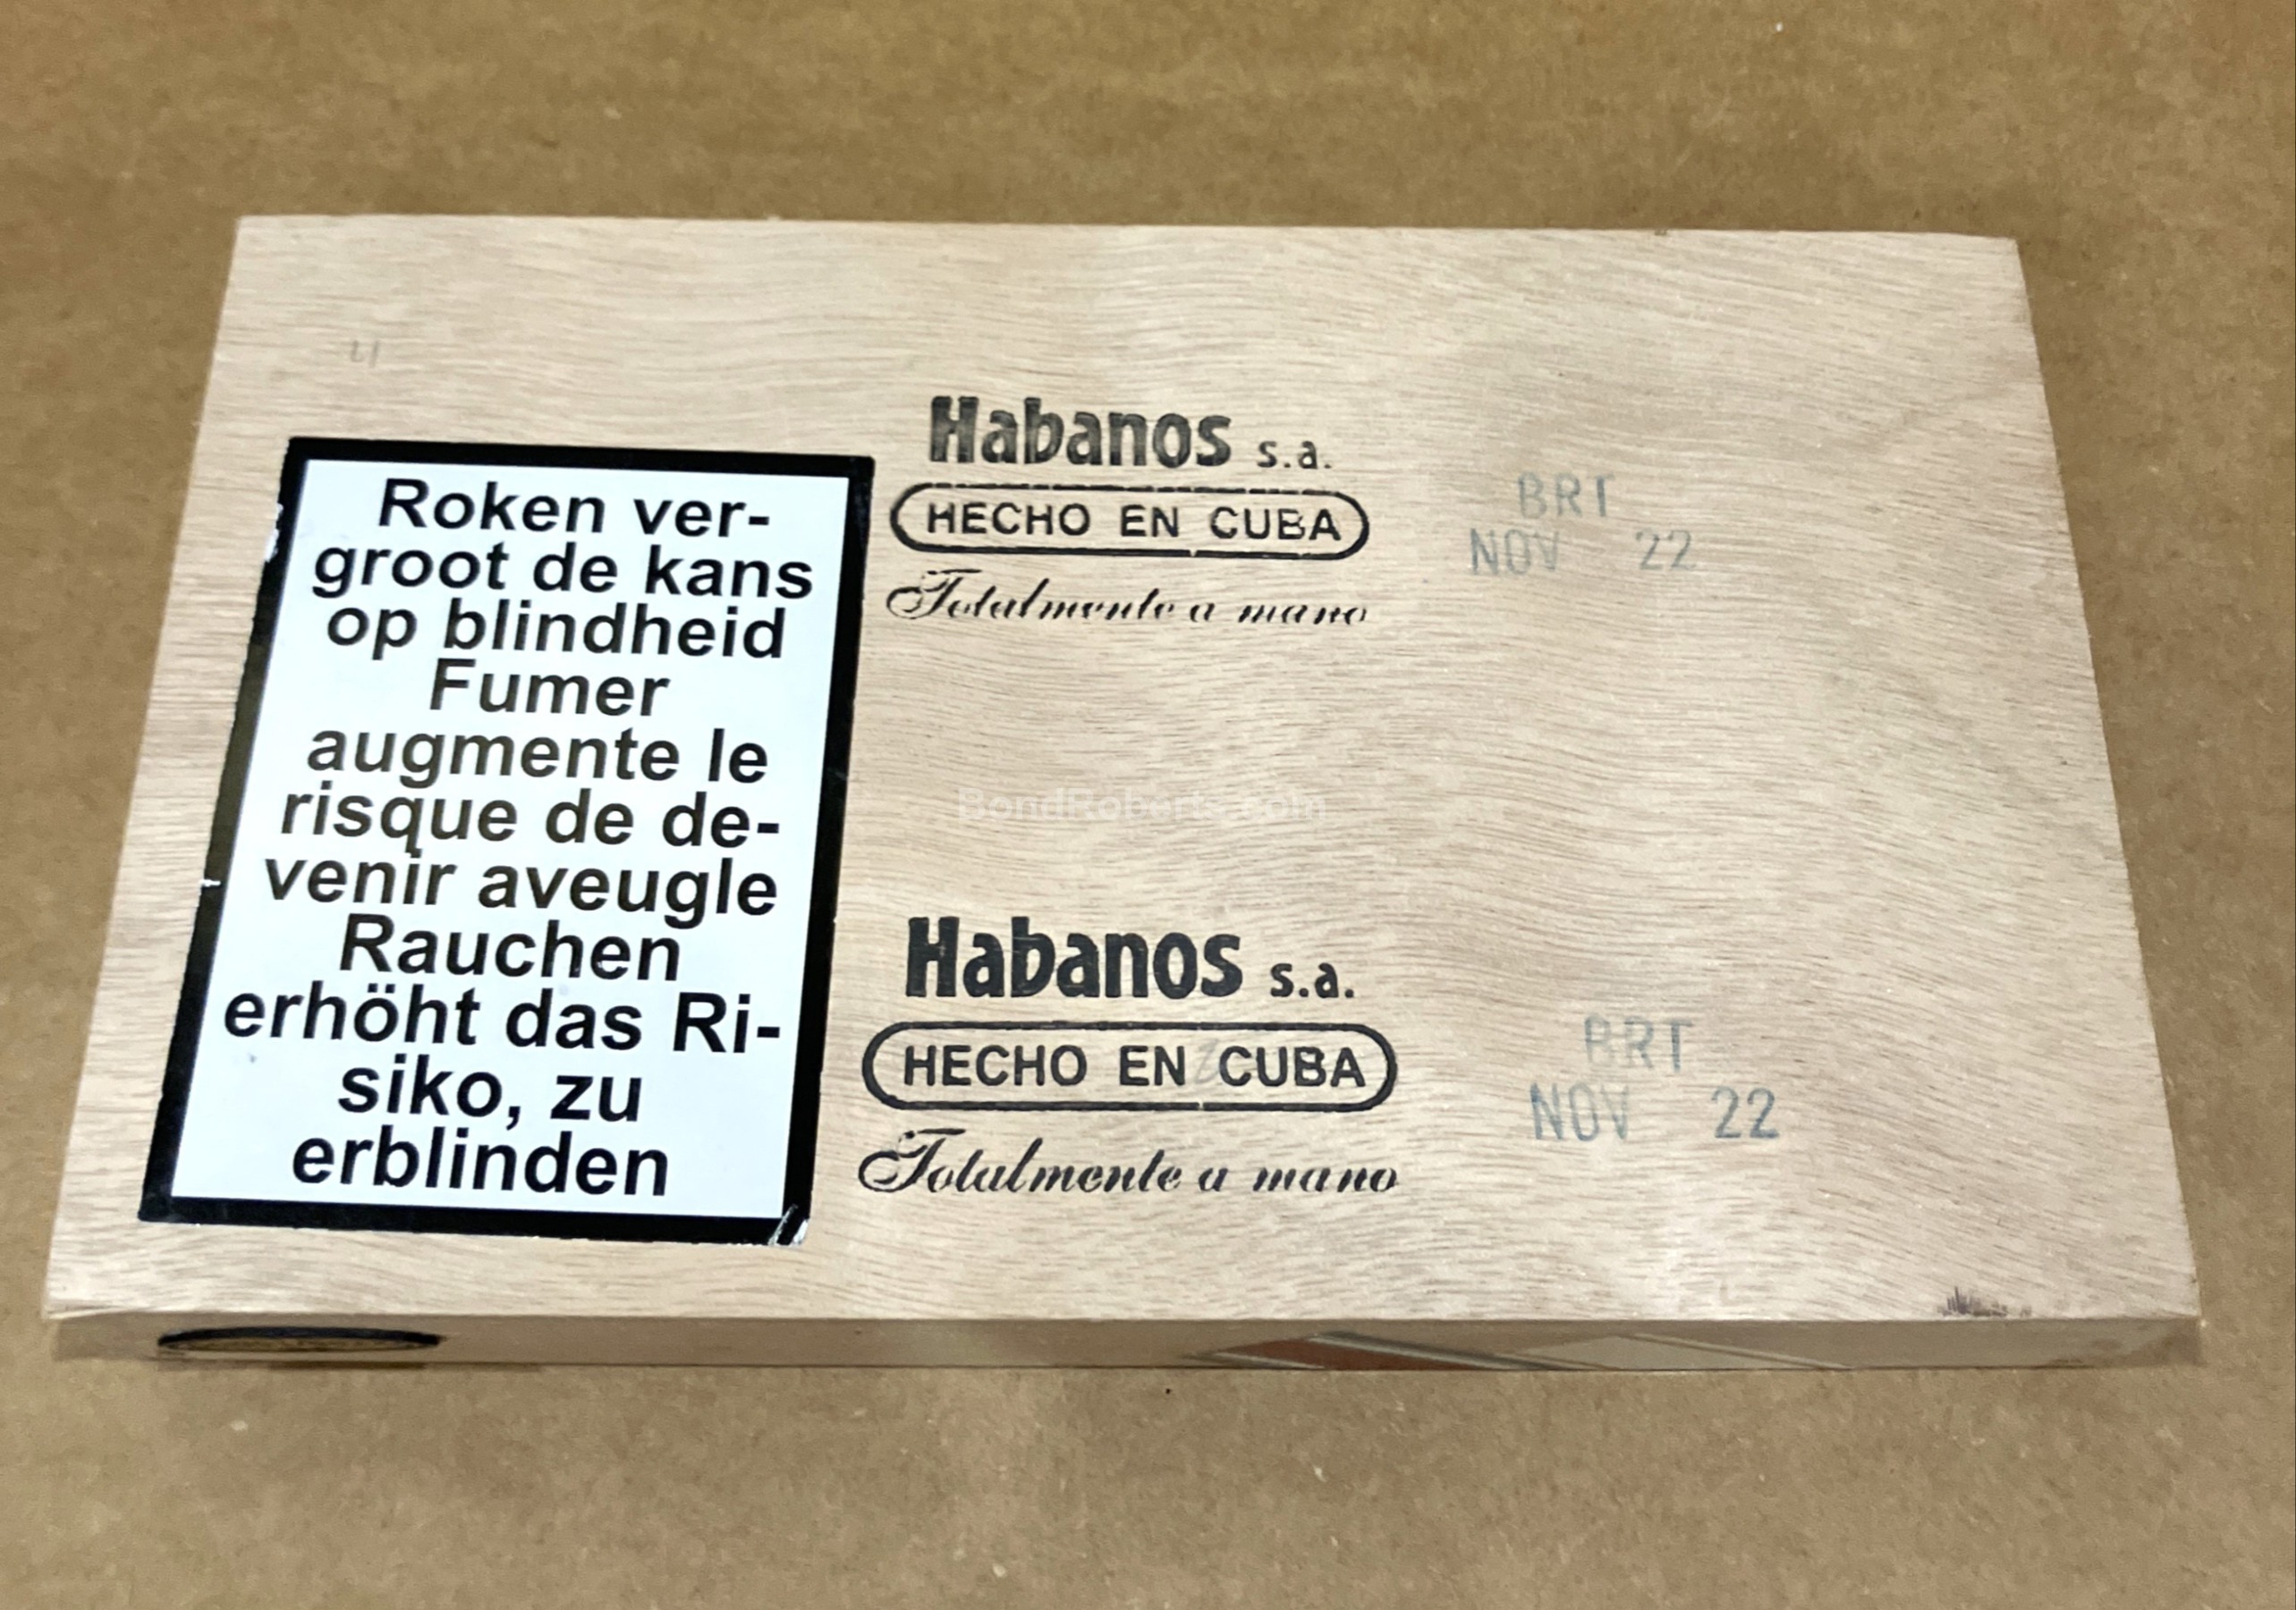 Roken ver-
groot de kans
op blindheid
Fumer
augmente le
risque de de-
venir aveugle
Rauchen
erhöht das Ri-
siko, zu
erblinden
Habanos s.a.
HECHO EN CUBA
Totalmente a mano
BRT
NOV 22
BondRoberts.com
Habanos s.a.
HECHO EN CUBA
Totalmente a mano
BRT
NOV 22